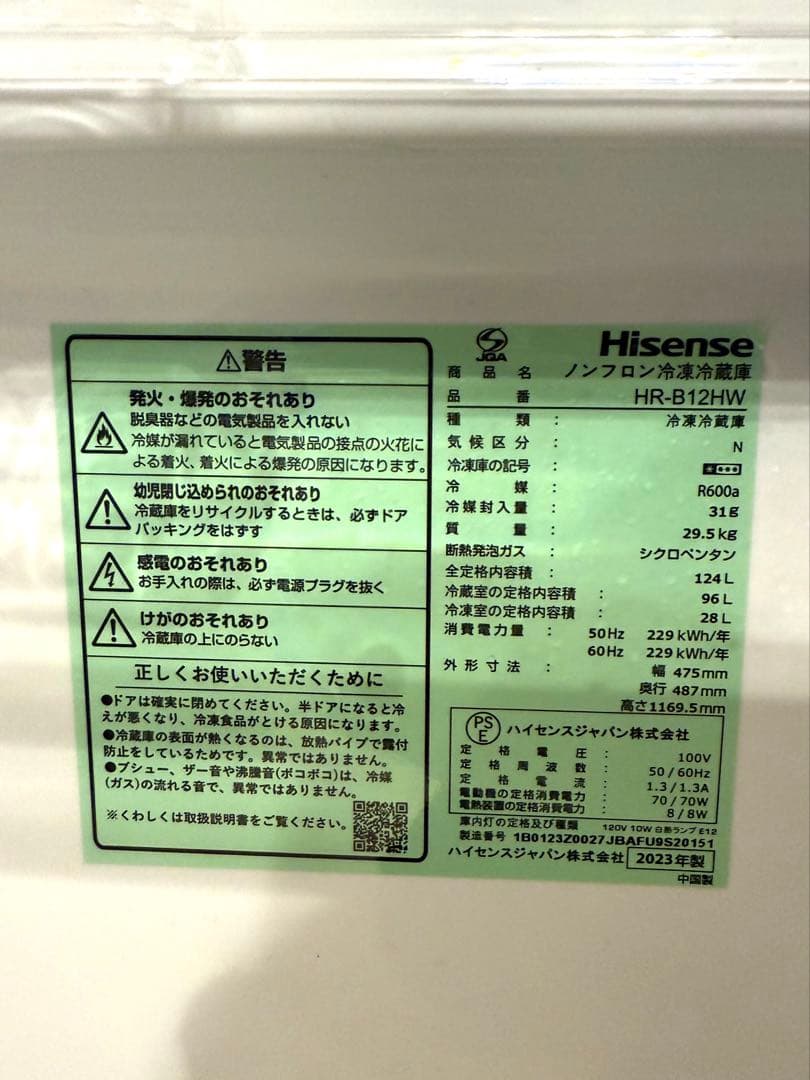 ⚠警告
発火・爆発のおそれあり
脱臭器などの電気製品を入れない
冷媒が漏れていると電気製品の接点の火花に
よる着火、着火による爆発の原因になります。
幼児閉じ込められのおそれあり
冷蔵庫をリサイクルするときは、必ずドア
パッキングをはずす
感電のおそれあり
お手入れの際は、必ず電源プラグを抜く
けがのおそれあり
冷蔵庫の上にのらない
正しくお使いいただくために
●ドアは確実に閉めてください。半ドアになると冷
えが悪くなり、冷凍食品がとける原因になります。
●冷蔵庫の表面が熱くなるのは、放熱パイプで露付
防止をしているためです。異常ではありません。
●プシュー、ザー音や沸騰音(ボコボコ)は、冷媒
(ガス)の流れる音で、異常ではありません。
※くわしくは取扱説明書をご覧ください。
JQA
Hisense
商品名 ノンフロン冷凍冷蔵庫
品番 HR-B12HW
種類 : 冷凍冷蔵庫
気候区分 : N
冷凍庫の記号 :
冷媒 : R600a
冷媒封入量 : 31g
質量 : 29.5kg
断熱発泡ガス : シクロペンタン
全定格内容積 : 124L
冷蔵室の定格内容積 : 96L
冷凍室の定格内容積 : 28L
消費電力量 : 50Hz 229kWh/年
60Hz 229kWh/年
外形寸法 : 幅 475mm
奥行 487mm
高さ1169.5mm
PSE ハイセンスジャパン株式会社
定格電圧 : 100V
定格周波数 : 50/60Hz
定格電流 : 1.3/1.3A
電動機の定格消費電力 : 70/70W
電熱装置の定格消費電力 : 8/8W
庫内灯の定格及び種類 120V 10W 白熱ランプ E12
製造番号 1B0123Z0027JBAFU9S20151
ハイセンスジャパン株式会社 2023年製
中国製